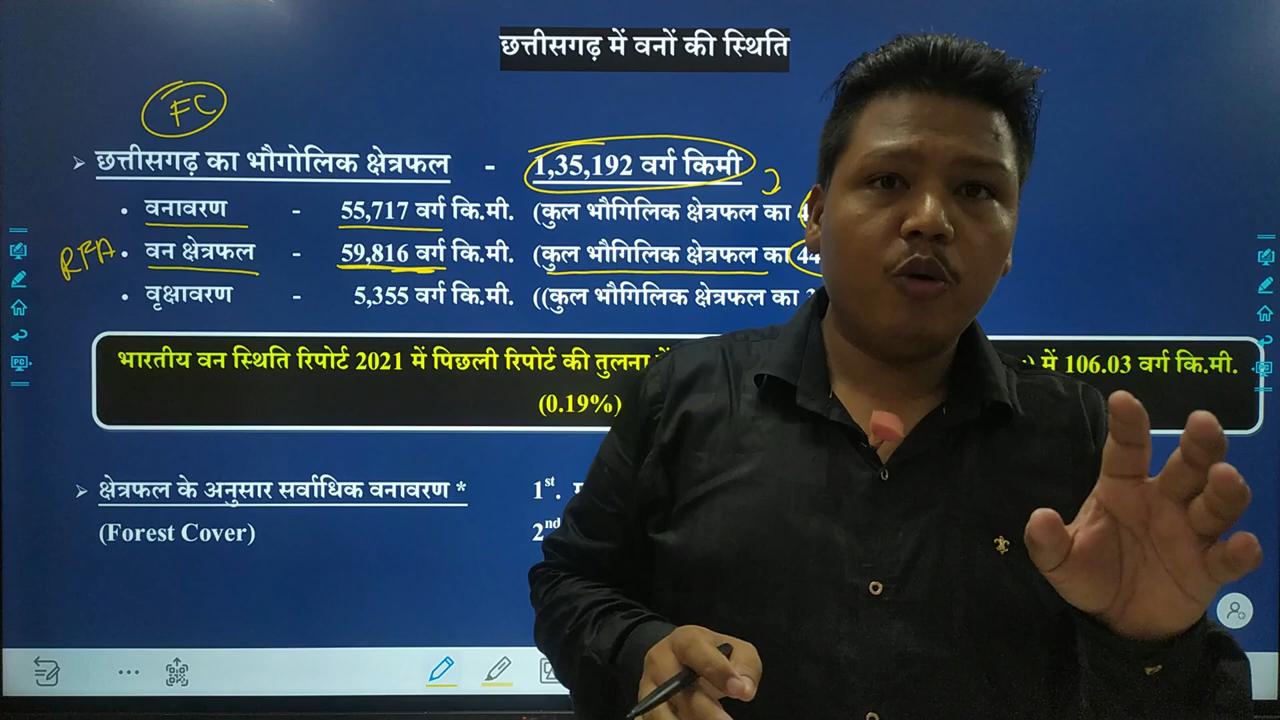 छत्तीसगढ़ में वनों की स्थिति
FC
➢ छत्तीसगढ़ का भौगोलिक क्षेत्रफल - 1,35,192 वर्ग किमी
• वनावरण - 55,717 वर्ग कि.मी. (कुल भौगिलिक क्षेत्रफल का
RFA • वन क्षेत्रफल - 59,816 वर्ग कि.मी. (कुल भौगिलिक क्षेत्रफल का 44
• वृक्षावरण - 5,355 वर्ग कि.मी. ((कुल भौगिलिक क्षेत्रफल का
भारतीय वन स्थिति रिपोर्ट 2021 में पिछली रिपोर्ट की तुलना में 106.03 वर्ग कि.मी.
(0.19%)
➢ क्षेत्रफल के अनुसार सर्वाधिक वनावरण * 1st.
(Forest Cover) 2nd